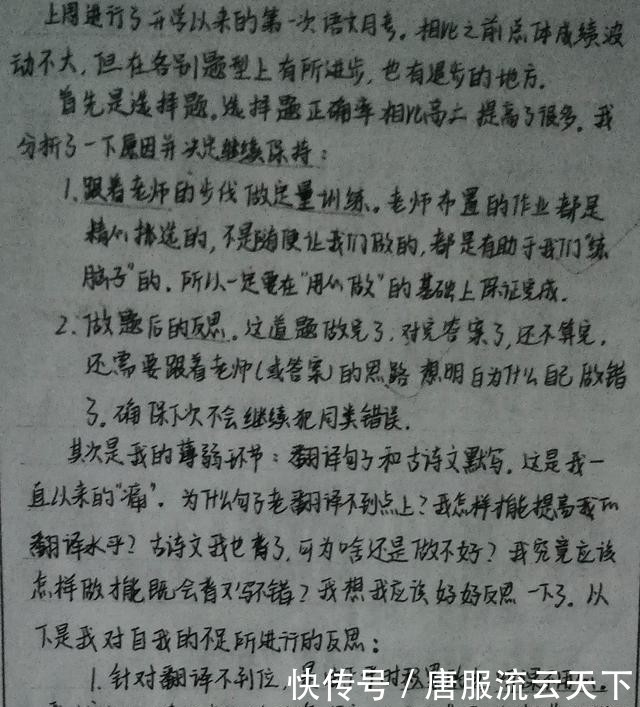 上周进行了开学以来的第一次语文月考。相比之前总体成绩波
动不大,但在各别题型上有所进步,也有退步的地方。
首先是选择题。选择题正确率相比高二提高了很多。我
分析了一下原因并决定继续保持:
1.跟着老师的步伐做定量训练。老师布置的作业都是
精心挑选的,不是随便让我们做的,都是有助于我们“练
脑子”的。所以一定要在“用心做”的基础上保证完成。
2.做题后的反思。这道题做完了,对完答案了,还不算完。
还需要跟着老师(或答案)的思路 想明白为什么自己做错
了。确保下次不会继续犯同类错误。
其次是我的薄弱环节:翻译句子和古诗文默写。这是我一
直以来的“痛”。为什么句子老翻译不到点上?我怎样才能提高我的
翻译水平?古诗文我也背了,可为啥还是做不好?我究竟应该
怎样做才能既会背又写不错?我想我应该好好反思一下了。以
下是我对自我的不足所进行的反思:
1.针对翻译不到位,
快传号/唐服流云天下